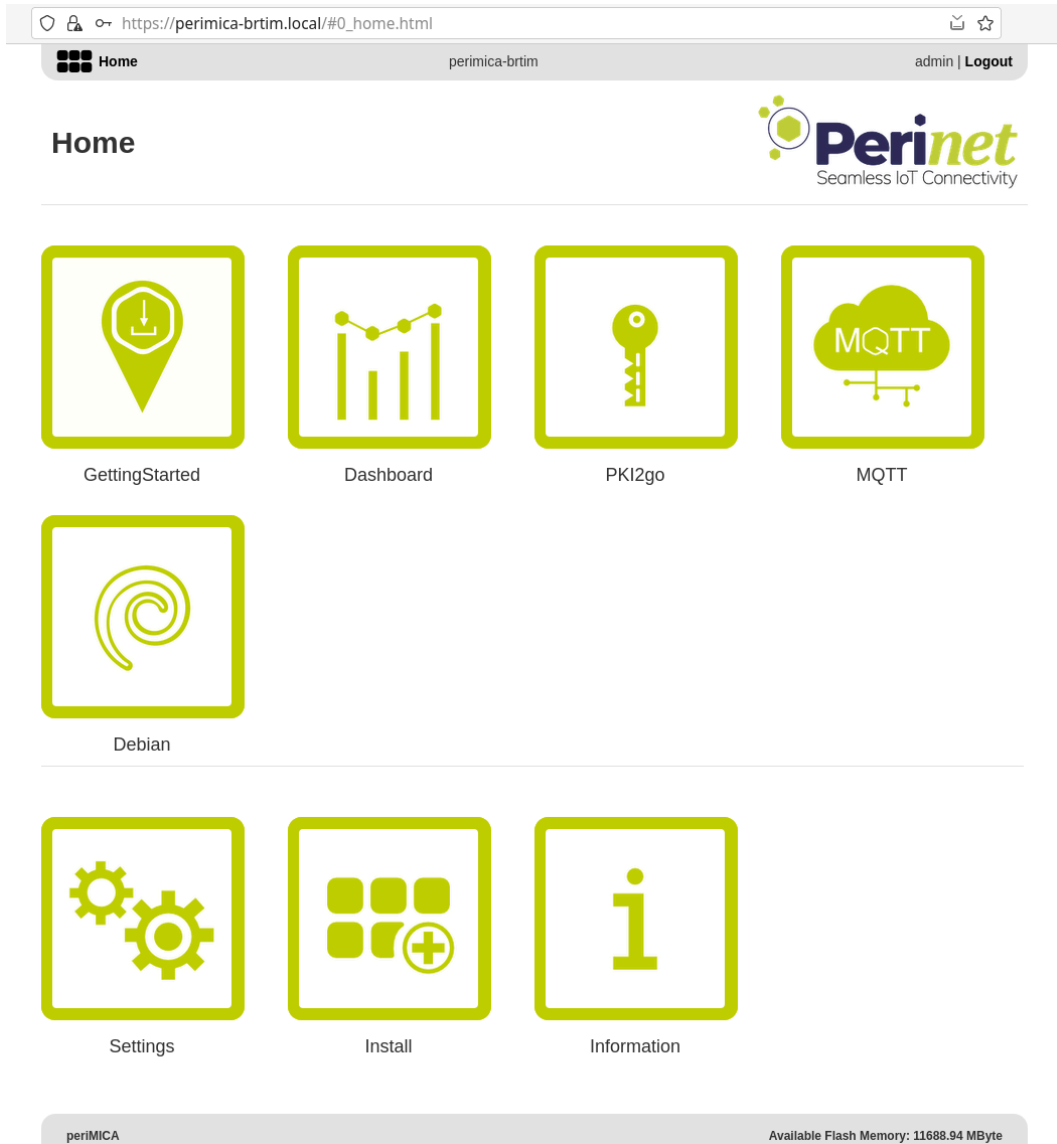 https://perimica-brtim.local/#0_home.html
Home perimica-brtim admin | Logout
Home
Perinet
Seamless IoT Connectivity
MQTT
GettingStarted Dashboard PKI2go MQTT
Debian
Settings Install Information
periMICA Available Flash Memory: 11688.94 MByte